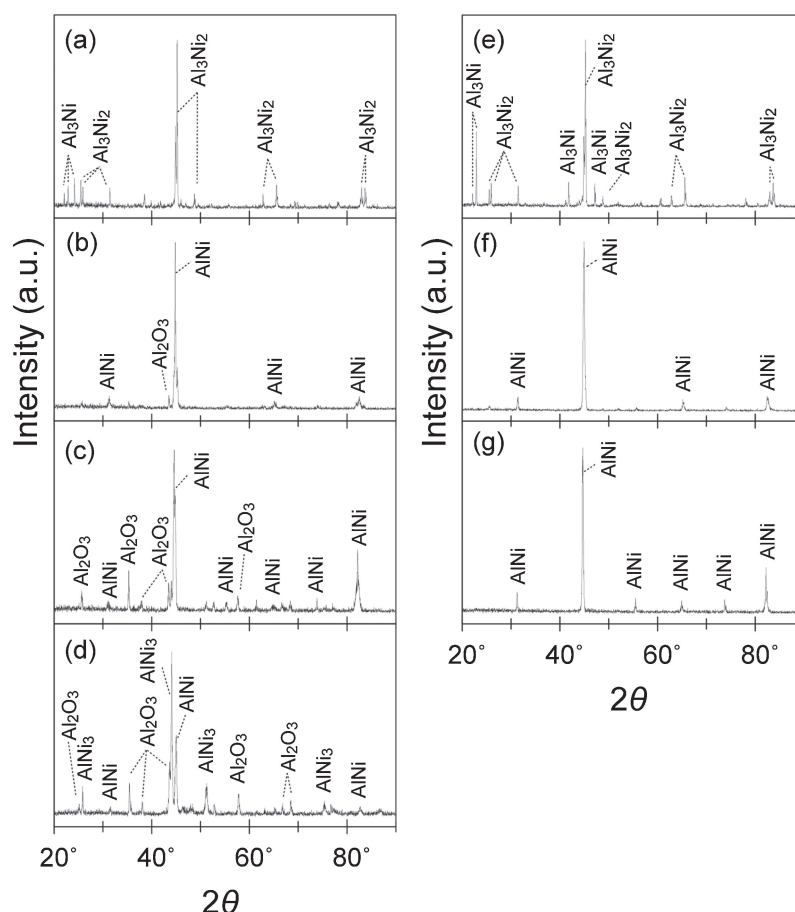 (a)
Al3Ni
Al3Ni2
Al3Ni2
Al3Ni2
Al3Ni2
(b)
AlNi
Al2O3
AlNi
AlNi
AlNi
(c)
Al2O3
AlNi
Al2O3
Al2O3
AlNi
AlNi
Al2O3
AlNi
AlNi
AlNi
(d)
Al2O3
AlNi3
AlNi
Al2O3
AlNi3
AlNi
AlNi3
Al2O3
Al2O3
AlNi3
AlNi
Intensity (a.u.)
20° 40° 60° 80°
2θ
(e)
Al3Ni
Al3Ni2
Al3Ni
Al3Ni2
Al3Ni
Al3Ni2
Al3Ni2
Al3Ni2
(f)
AlNi
AlNi
AlNi
AlNi
(g)
AlNi
AlNi
AlNi
AlNi
AlNi
AlNi
Intensity (a.u.)
20° 40° 60° 80°
2θ